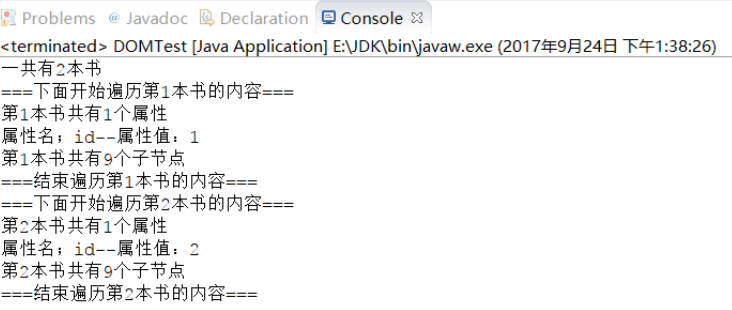 Problems @ Javadoc Declaration Console
<terminated> DOMTest [Java Application] E:\JDK\bin\javaw.exe (2017年9月24日 下午1:38:26)
一共有2本书
===下面开始遍历第1本书的内容===
第1本书共有1个属性
属性名；id--属性值：1
第1本书共有9个子节点
===结束遍历第1本书的内容===
===下面开始遍历第2本书的内容===
第2本书共有1个属性
属性名；id--属性值：2
第2本书共有9个子节点
===结束遍历第2本书的内容===